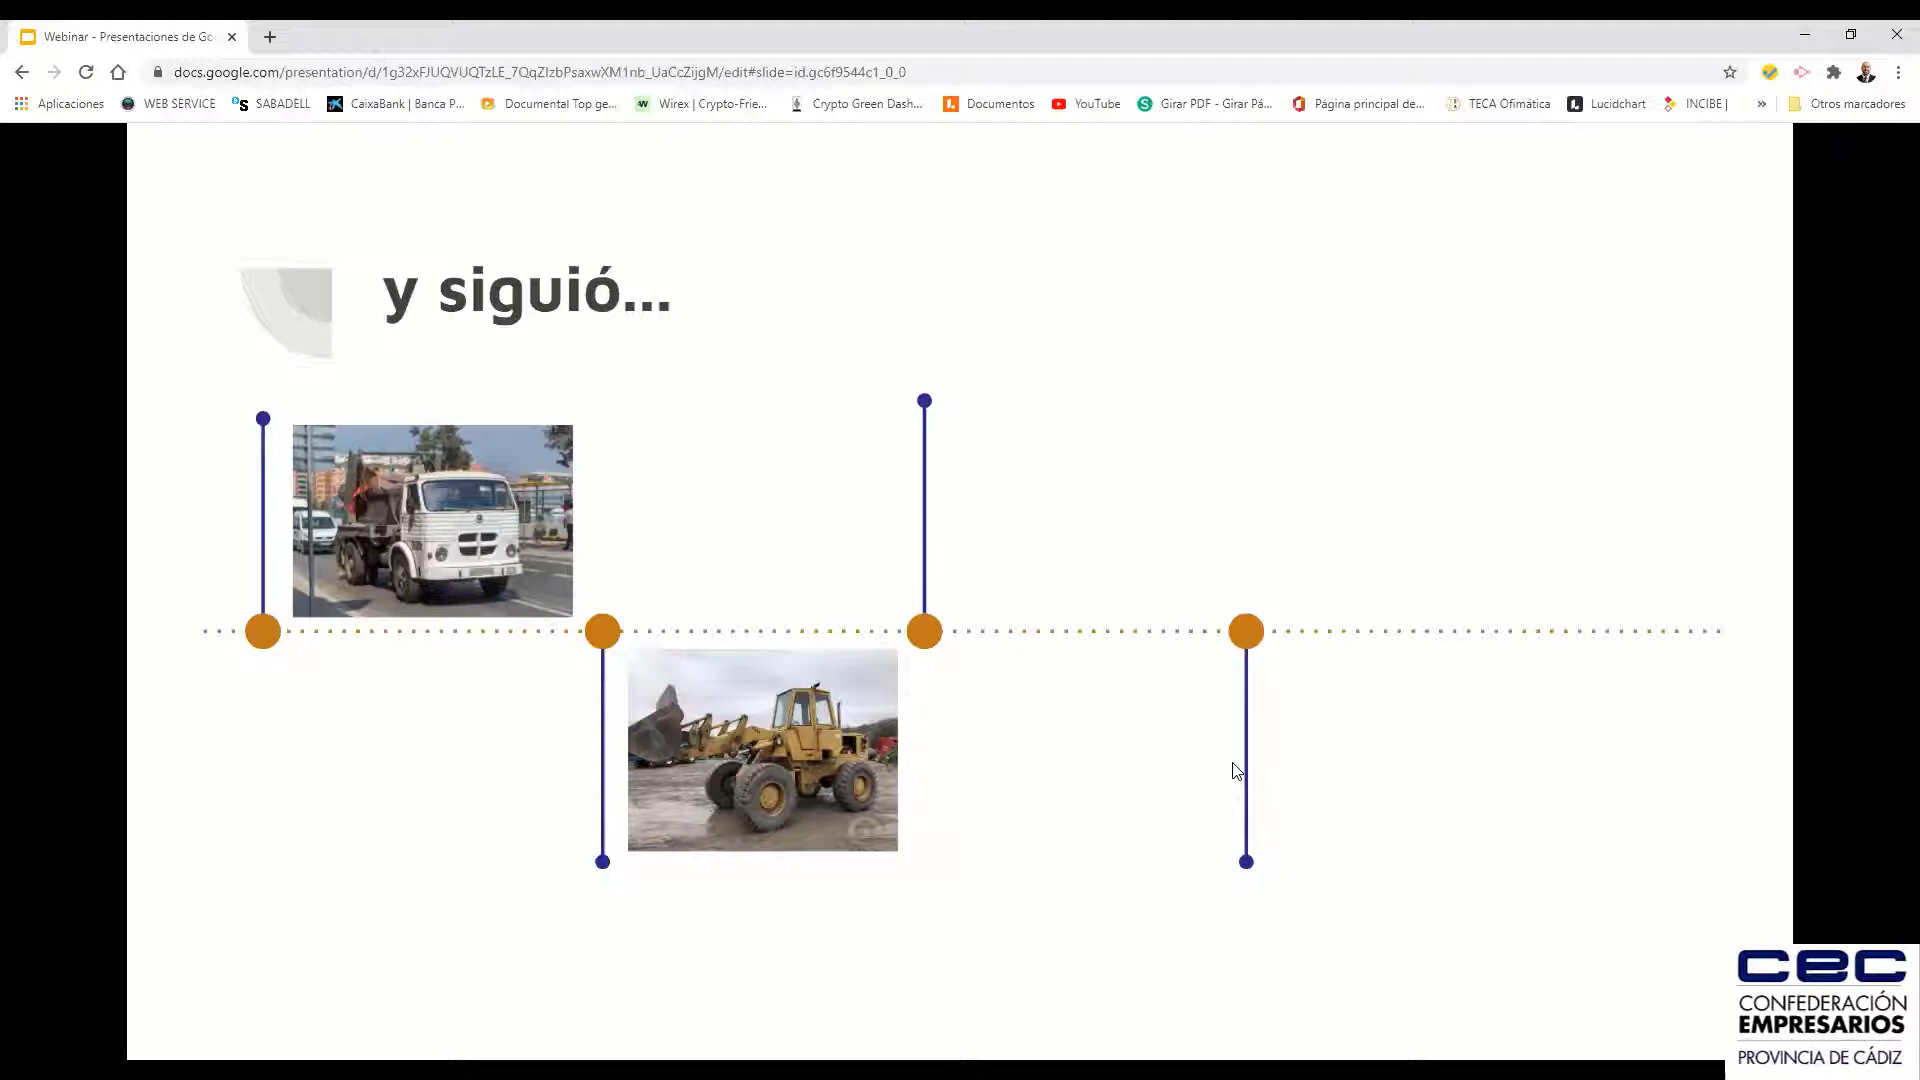 Webinar - Presentaciones de Go
docs.google.com/presentation/d/1g32xFJUQVUQTzLE_7QqZIzbPsaxwXM1nb_UaCcZijgM/edit#slide=id.gc6f9544c1_0_0
Aplicaciones
WEB SERVICE
SABADELL
CaixaBank | Banca P...
Documental Top ge...
Wirex | Crypto-Frie...
Crypto Green Dash...
Documentos
YouTube
Girar PDF - Girar Pá...
Página principal de...
TECA Ofimática
Lucidchart
INCIBE |
»
Otros marcadores
y siguió...
cec
CONFEDERACIÓN
EMPRESARIOS
PROVINCIA DE CÁDIZ